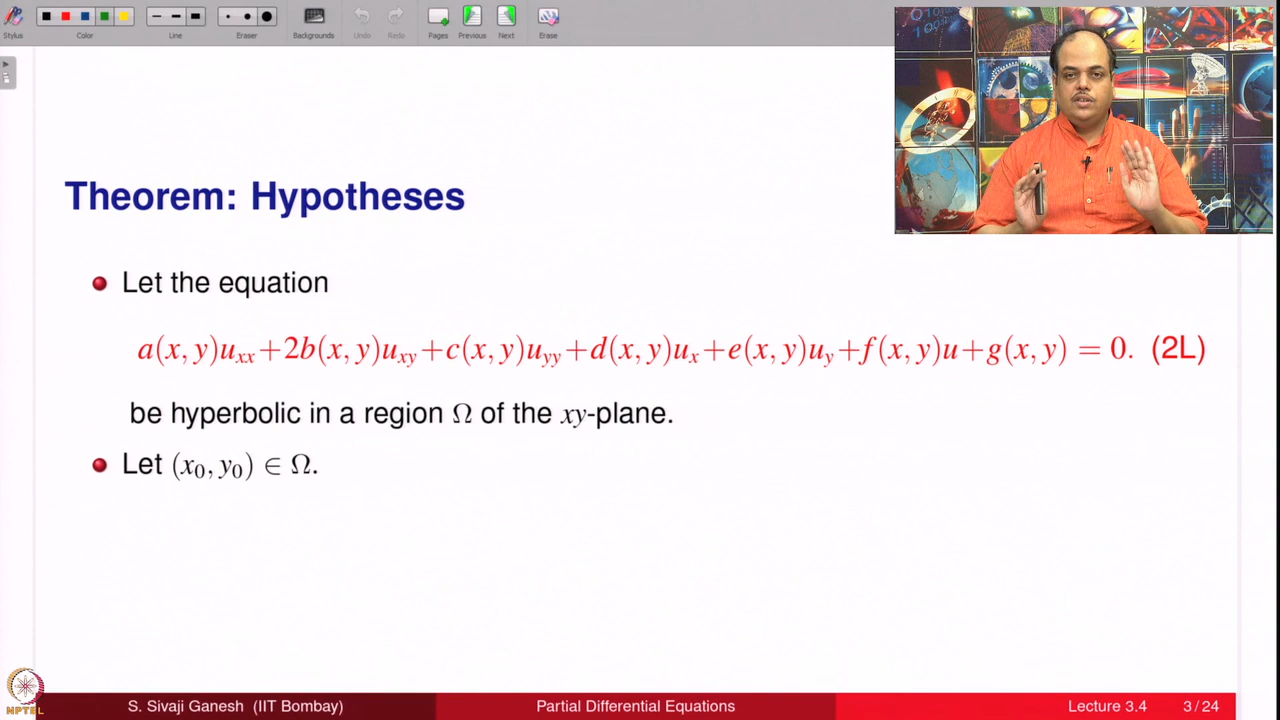 Stylus Color Line Eraser Backgrounds Undo Redo Pages Previous Next Erase
Theorem: Hypotheses
Let the equation
a(x, y)u_xx + 2b(x, y)u_xy + c(x, y)u_yy + d(x, y)u_x + e(x, y)u_y + f(x, y)u + g(x, y) = 0. (2L)
be hyperbolic in a region Ω of the xy-plane.
Let (x₀, y₀) ∈ Ω.
NPTEL
S. Sivaji Ganesh (IIT Bombay) Partial Differential Equations Lecture 3.4 3 / 24